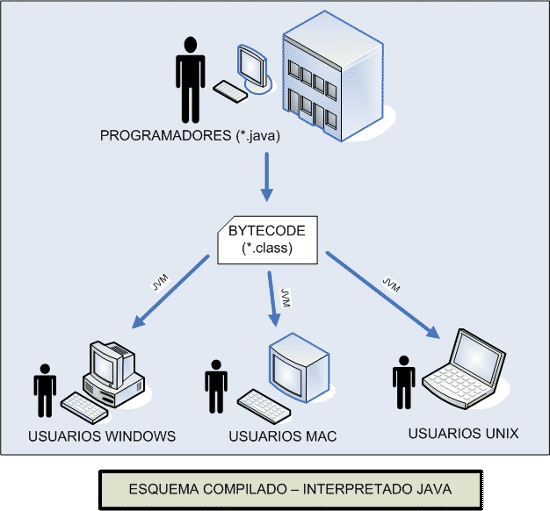 PROGRAMADORES (*.java)
BYTECODE
(*.class)
JVM
JVM
JVM
USUARIOS WINDOWS
USUARIOS MAC
USUARIOS UNIX
ESQUEMA COMPILADO – INTERPRETADO JAVA